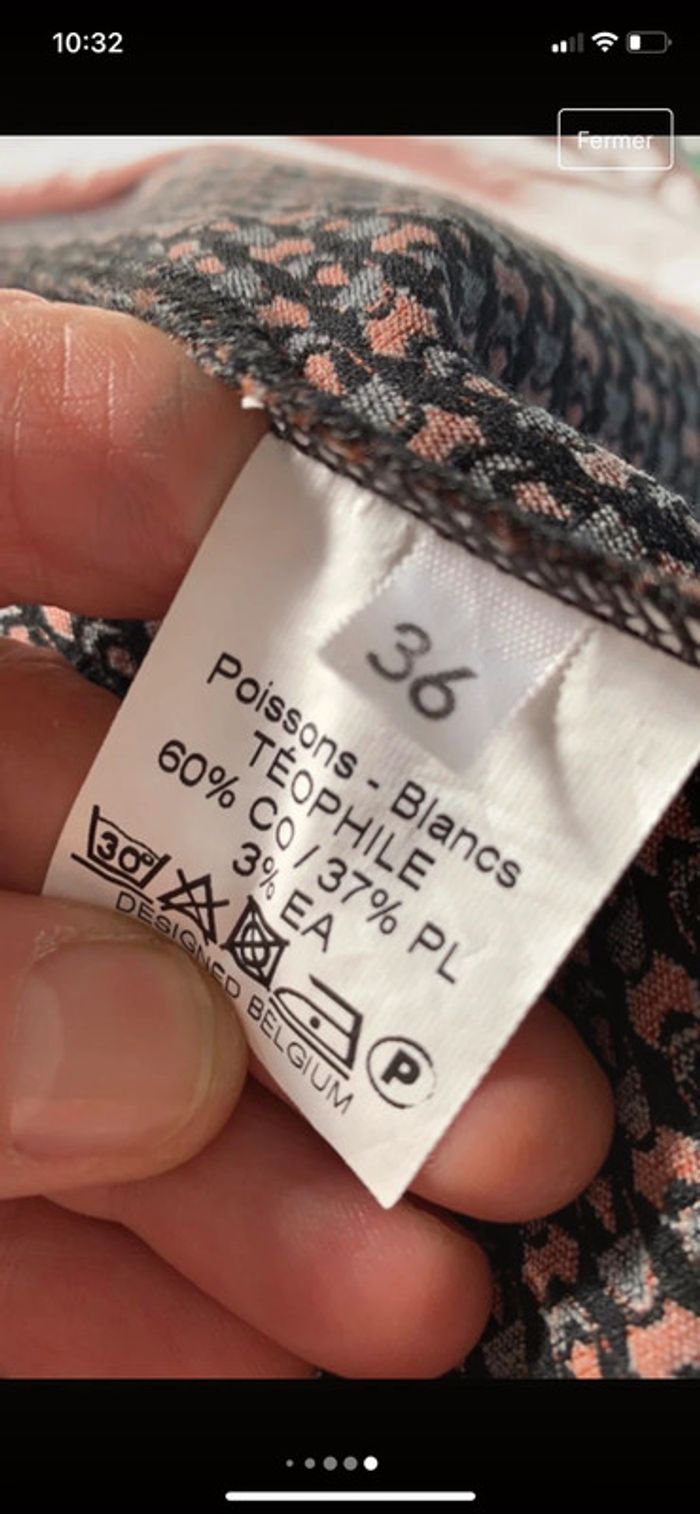 10:32
Fermer
36
Poissons - Blancs
TÉOPHILE
60% CO / 37% PL
3% EA
30°
P
DESIGNED BELGIUM